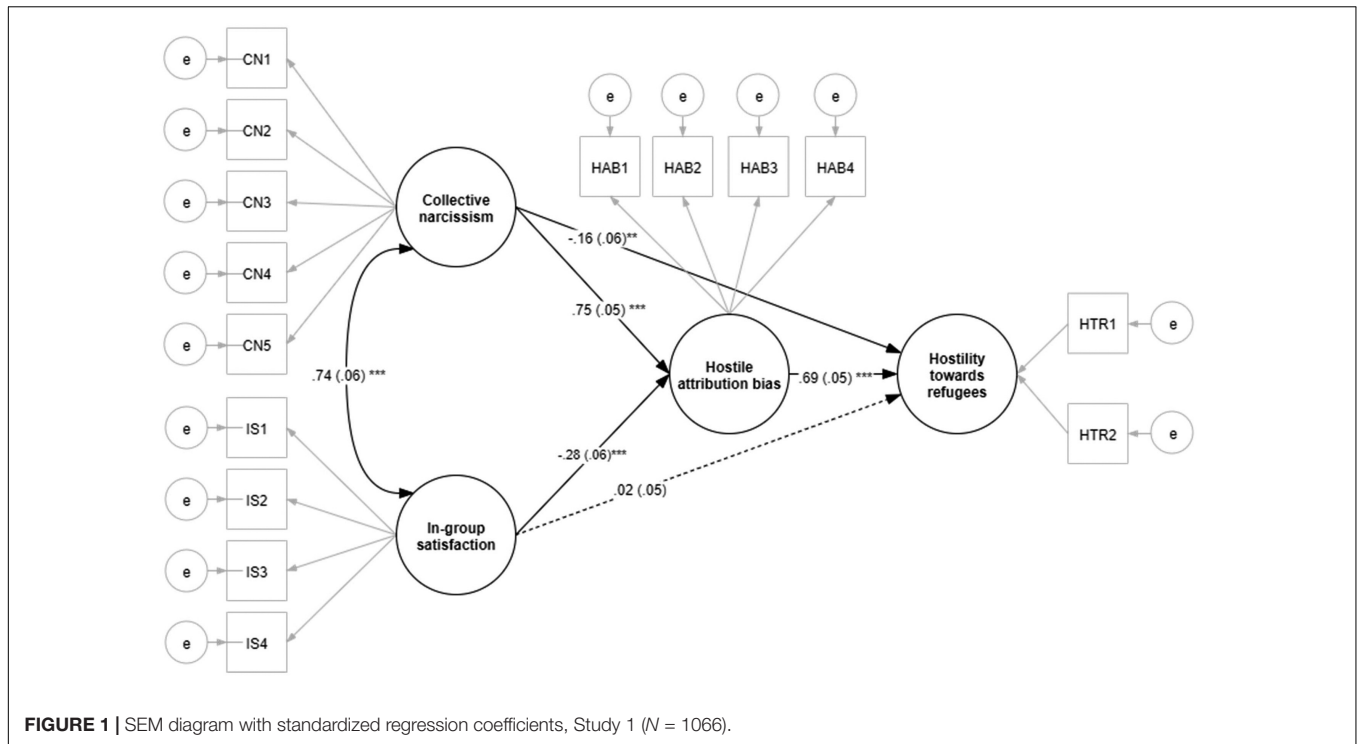 e
CN1
e
CN2
e
CN3
e
CN4
e
CN5
Collective
narcissism
e
e
e
e
HAB1
HAB2
HAB3
HAB4
-.16 (.06)**
.75 (.05) ***
.74 (.06) ***
Hostile
attribution bias
.69 (.05) ***
Hostility
towards
refugees
HTR1
e
HTR2
e
-.28 (.06)***
.02 (.05)
e
IS1
e
IS2
e
IS3
e
IS4
In-group
satisfaction
FIGURE 1 | SEM diagram with standardized regression coefficients, Study 1 (N = 1066).